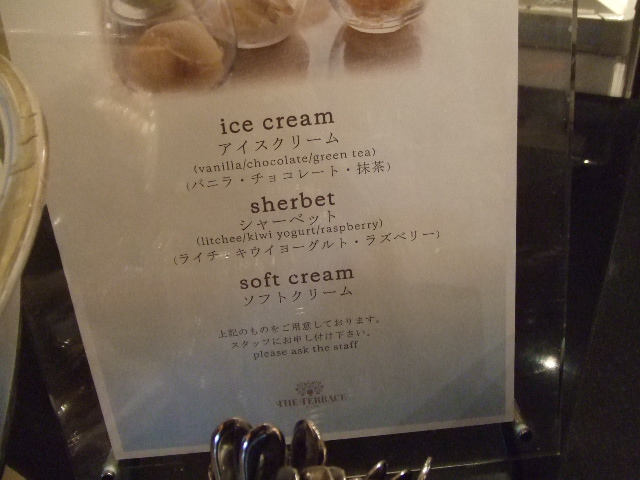 ice cream
アイスクリーム
(vanilla/chocolate/green tea)
(バニラ・チョコレート・抹茶)
sherbet
シャーベット
(litchee/kiwi yogurt/raspberry)
(ライチ・キウイヨーグルト・ラズベリー)
soft cream
ソフトクリーム
上記のものをご用意しております。
スタッフにお申し付け下さい。
please ask the staff
THE TERRACE